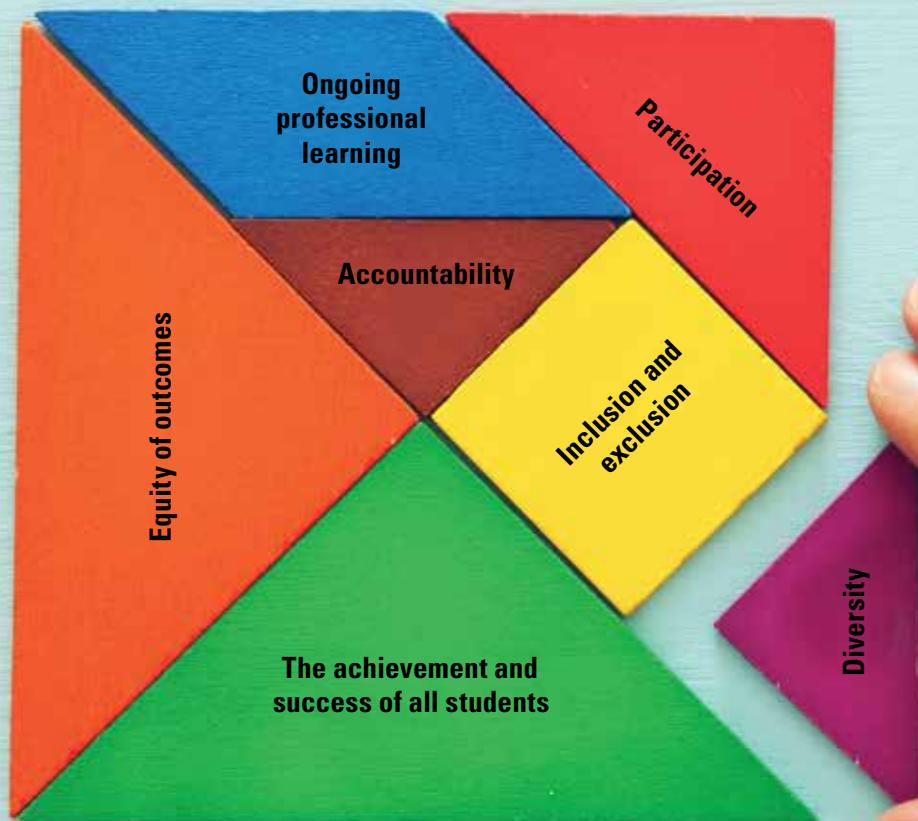 Ongoing
professional
learning
Participation
Accountability
Equity of outcomes
Inclusion and
exclusion
Diversity
The achievement and
success of all students